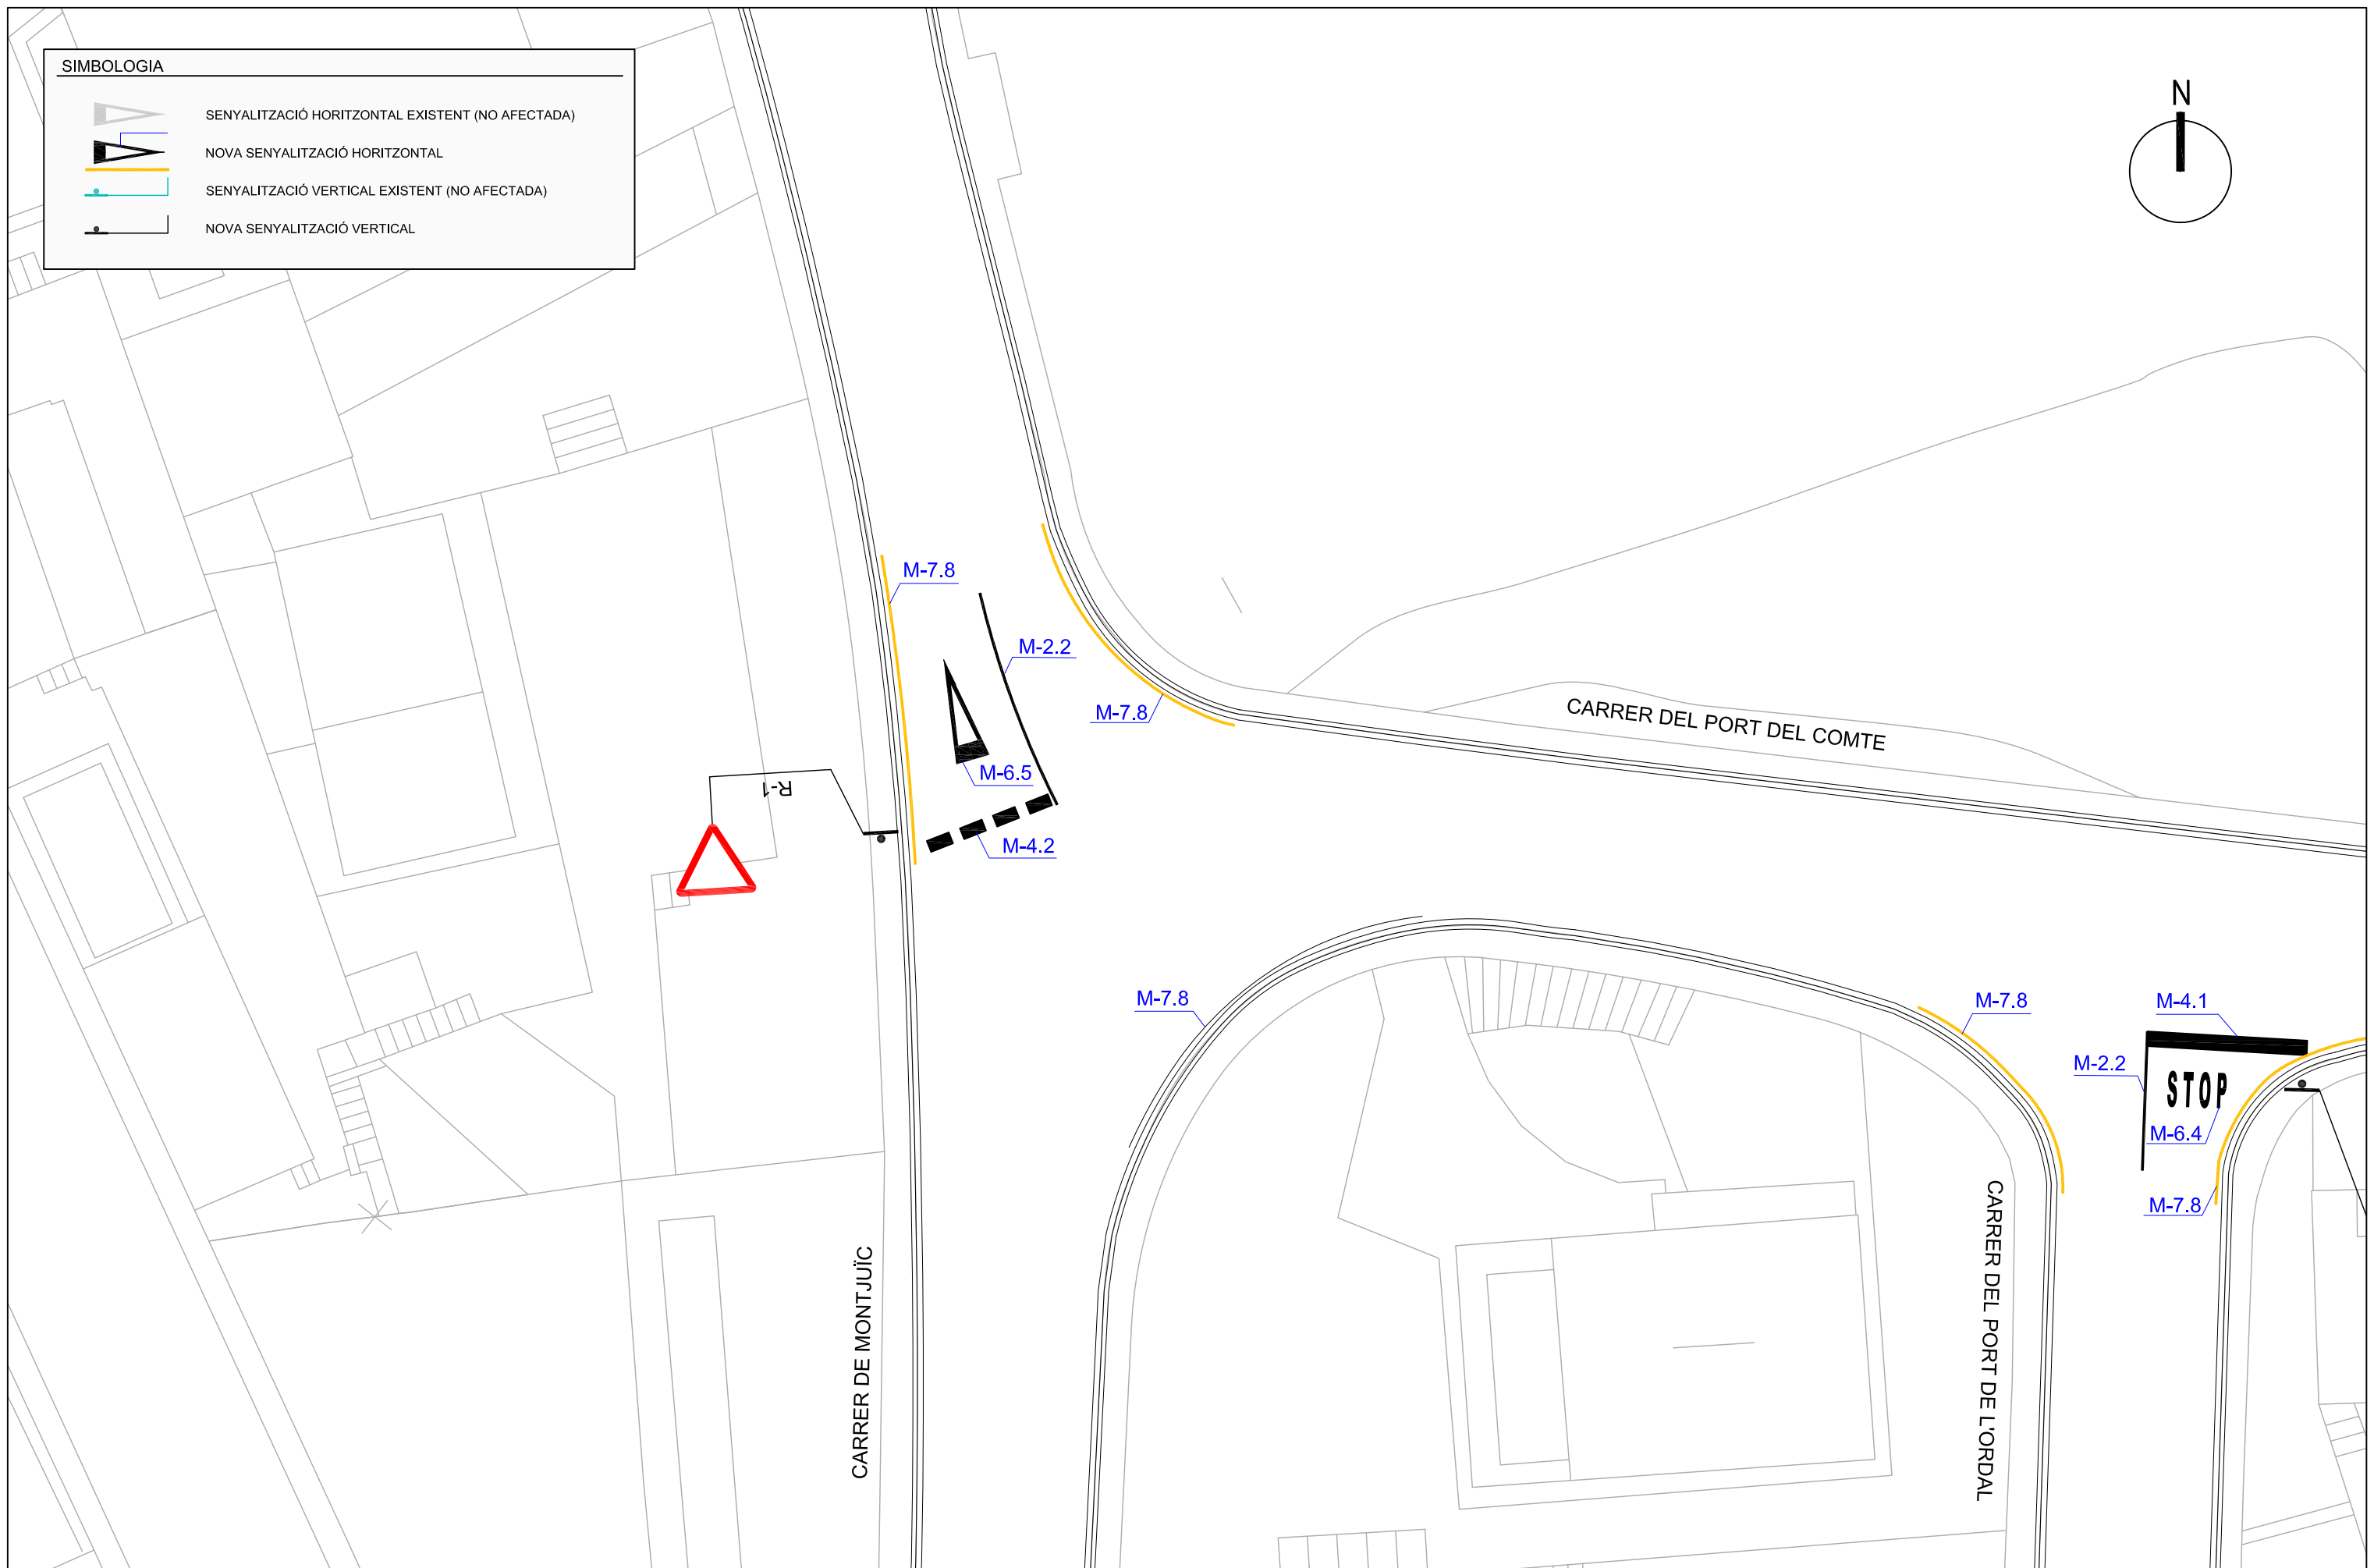 SIMBOLOGIA
SENYALITZACIÓ HORITZONTAL EXISTENT (NO AFECTADA)
NOVA SENYALITZACIÓ HORITZONTAL
SENYALITZACIÓ VERTICAL EXISTENT (NO AFECTADA)
NOVA SENYALITZACIÓ VERTICAL
N
M-7.8
M-2.2
M-7.8
CARRER DEL PORT DEL COMTE
M-6.5
R-1
M-4.2
M-7.8
M-7.8
M-4.1
M-2.2
STOP
M-6.4
M-7.8
CARRER DE MONTJUÏC
CARRER DEL PORT DE L'ORDAL